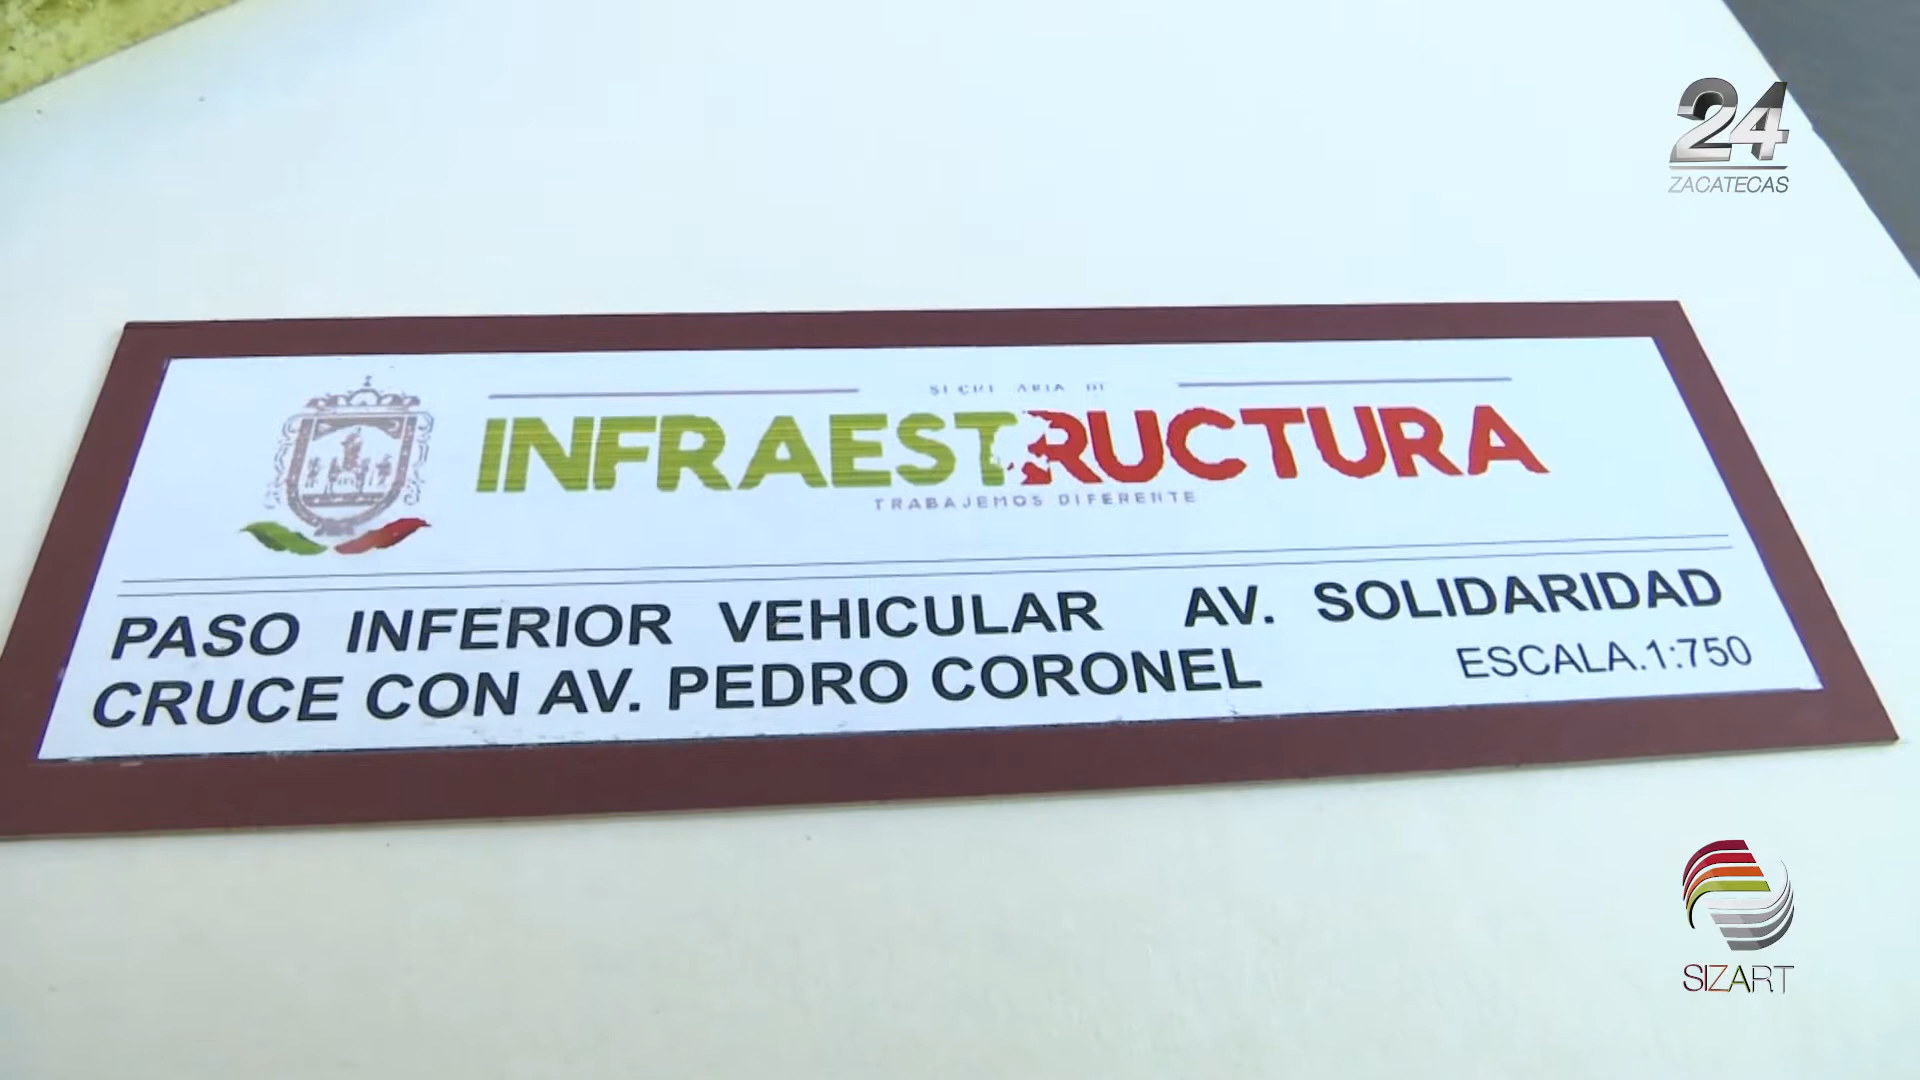 24
ZACATECAS
INFRAESTRUCTURA
TRABAJEMOS DIFERENTE
PASO INFERIOR VEHICULAR AV. SOLIDARIDAD
CRUCE CON AV. PEDRO CORONEL
ESCALA.1:750
SIZART